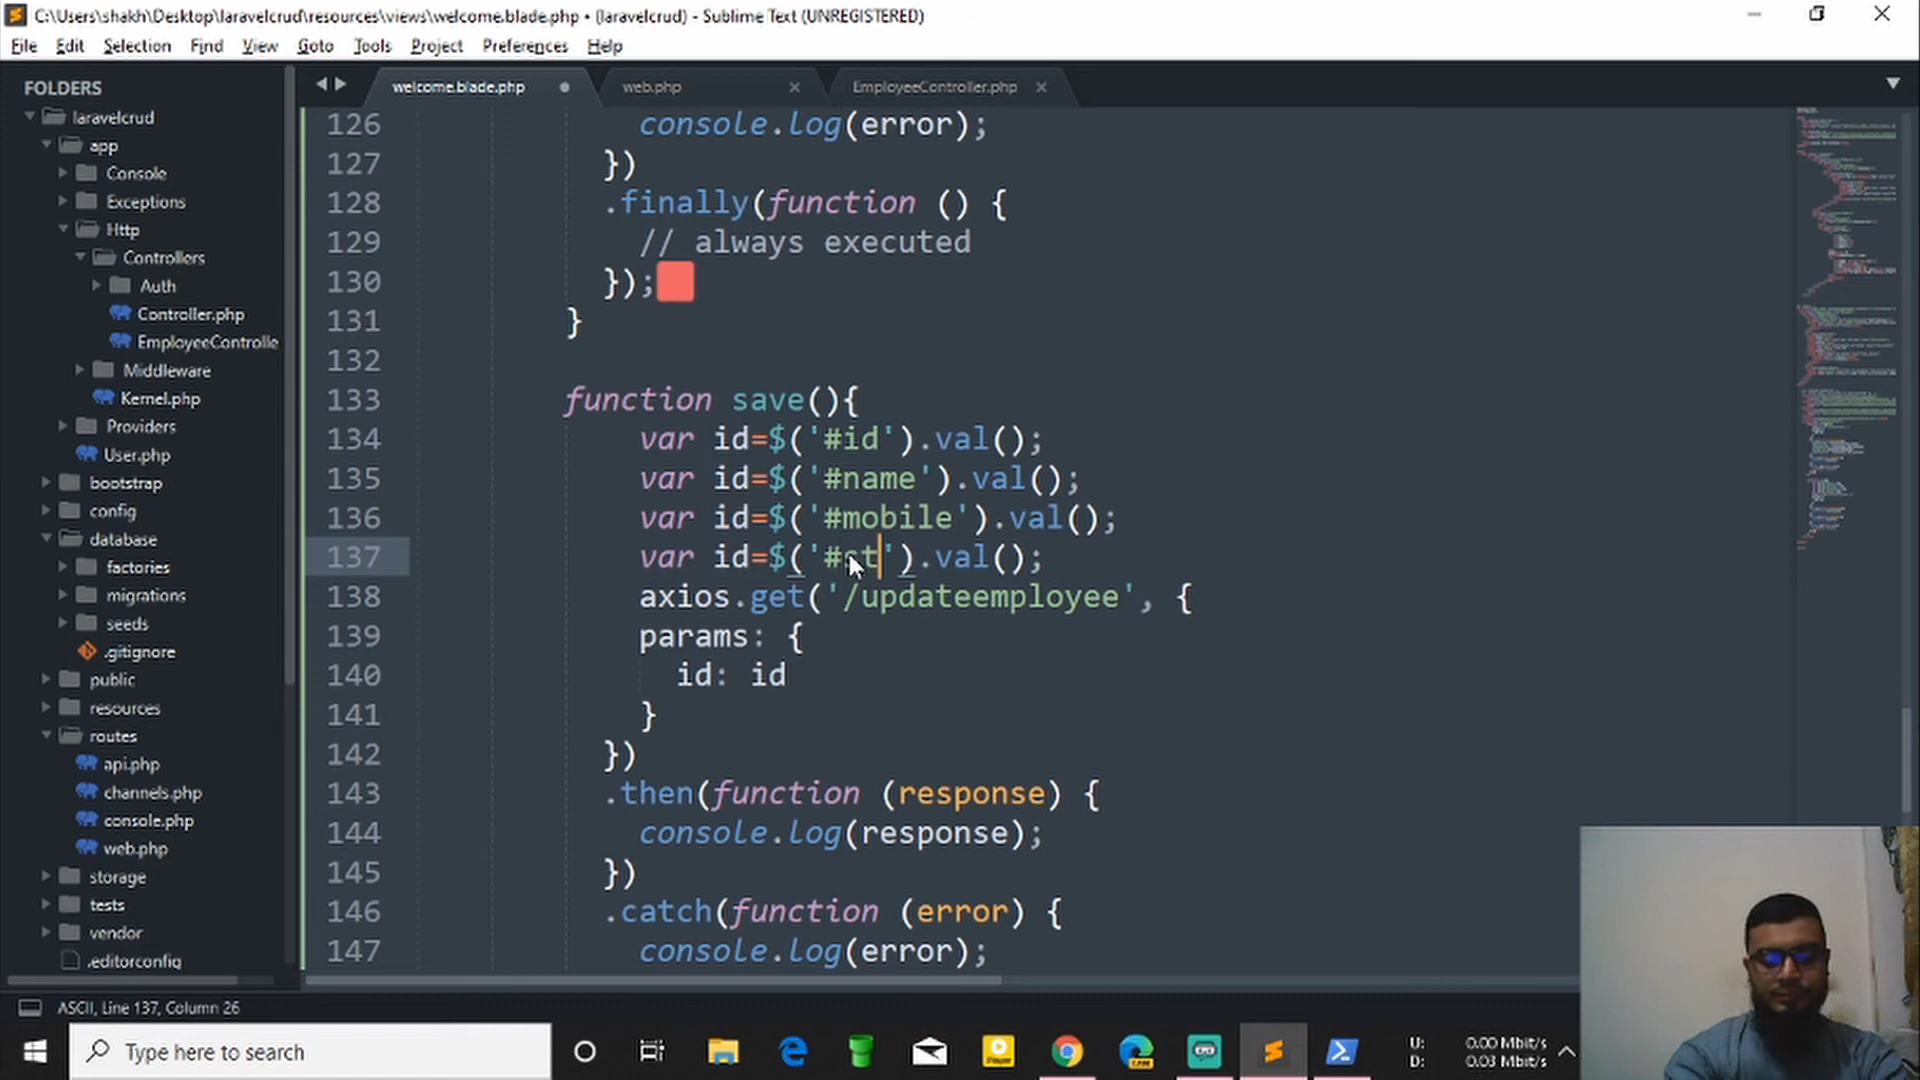 C:\Users\shakh\Desktop\laravelcrud\resources\views\welcome.blade.php • (laravelcrud) - Sublime Text (UNREGISTERED)
File Edit Selection Find View Goto Tools Project Preferences Help
FOLDERS
laravelcrud
app
Console
Exceptions
Http
Controllers
Auth
Controller.php
EmployeeControlle
Middleware
Kernel.php
Providers
User.php
bootstrap
config
database
factories
migrations
seeds
.gitignore
public
resources
routes
api.php
channels.php
console.php
web.php
storage
tests
vendor
.editorconfig
welcome.blade.php web.php EmployeeController.php
126 console.log(error);
127 })
128 .finally(function () {
129 // always executed
130 });
131 }
132
133 function save(){
134 var id=$('#id').val();
135 var id=$('#name').val();
136 var id=$('#mobile').val();
137 var id=$('#st').val();
138 axios.get('/updateemployee', {
139 params: {
140 id: id
141 }
142 })
143 .then(function (response) {
144 console.log(response);
145 })
146 .catch(function (error) {
147 console.log(error);
ASCII, Line 137, Column 26
Type here to search
U: 0.00 Mbit/s
D: 0.03 Mbit/s